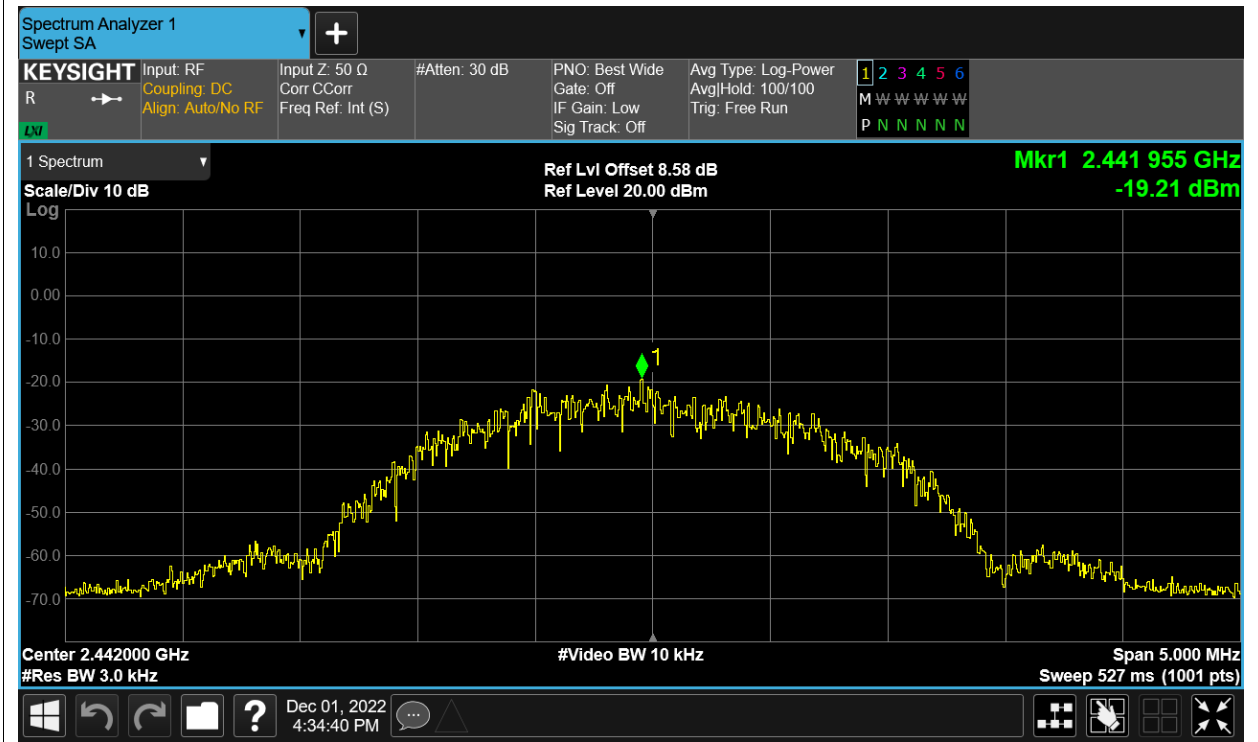 Spectrum Analyzer 1
Swept SA
KEYSIGHT
R
LXI
Input: RF
Coupling: DC
Align: Auto/No RF
Input Z: 50 Ω
Corr CCorr
Freq Ref: Int (S)
#Atten: 30 dB
PNO: Best Wide
Gate: Off
IF Gain: Low
Sig Track: Off
Avg Type: Log-Power
Avg|Hold: 100/100
Trig: Free Run
1 2 3 4 5 6
M W W W W W W
P N N N N N N
1 Spectrum
Scale/Div 10 dB
Ref Lvl Offset 8.58 dB
Ref Level 20.00 dBm
Mkr1 2.441 955 GHz
-19.21 dBm
Log
10.0
0.00
-10.0
1
-20.0
-30.0
-40.0
-50.0
-60.0
-70.0
Center 2.442000 GHz
#Video BW 10 kHz
Span 5.000 MHz
#Res BW 3.0 kHz
Sweep 527 ms (1001 pts)
?
Dec 01, 2022
4:34:40 PM